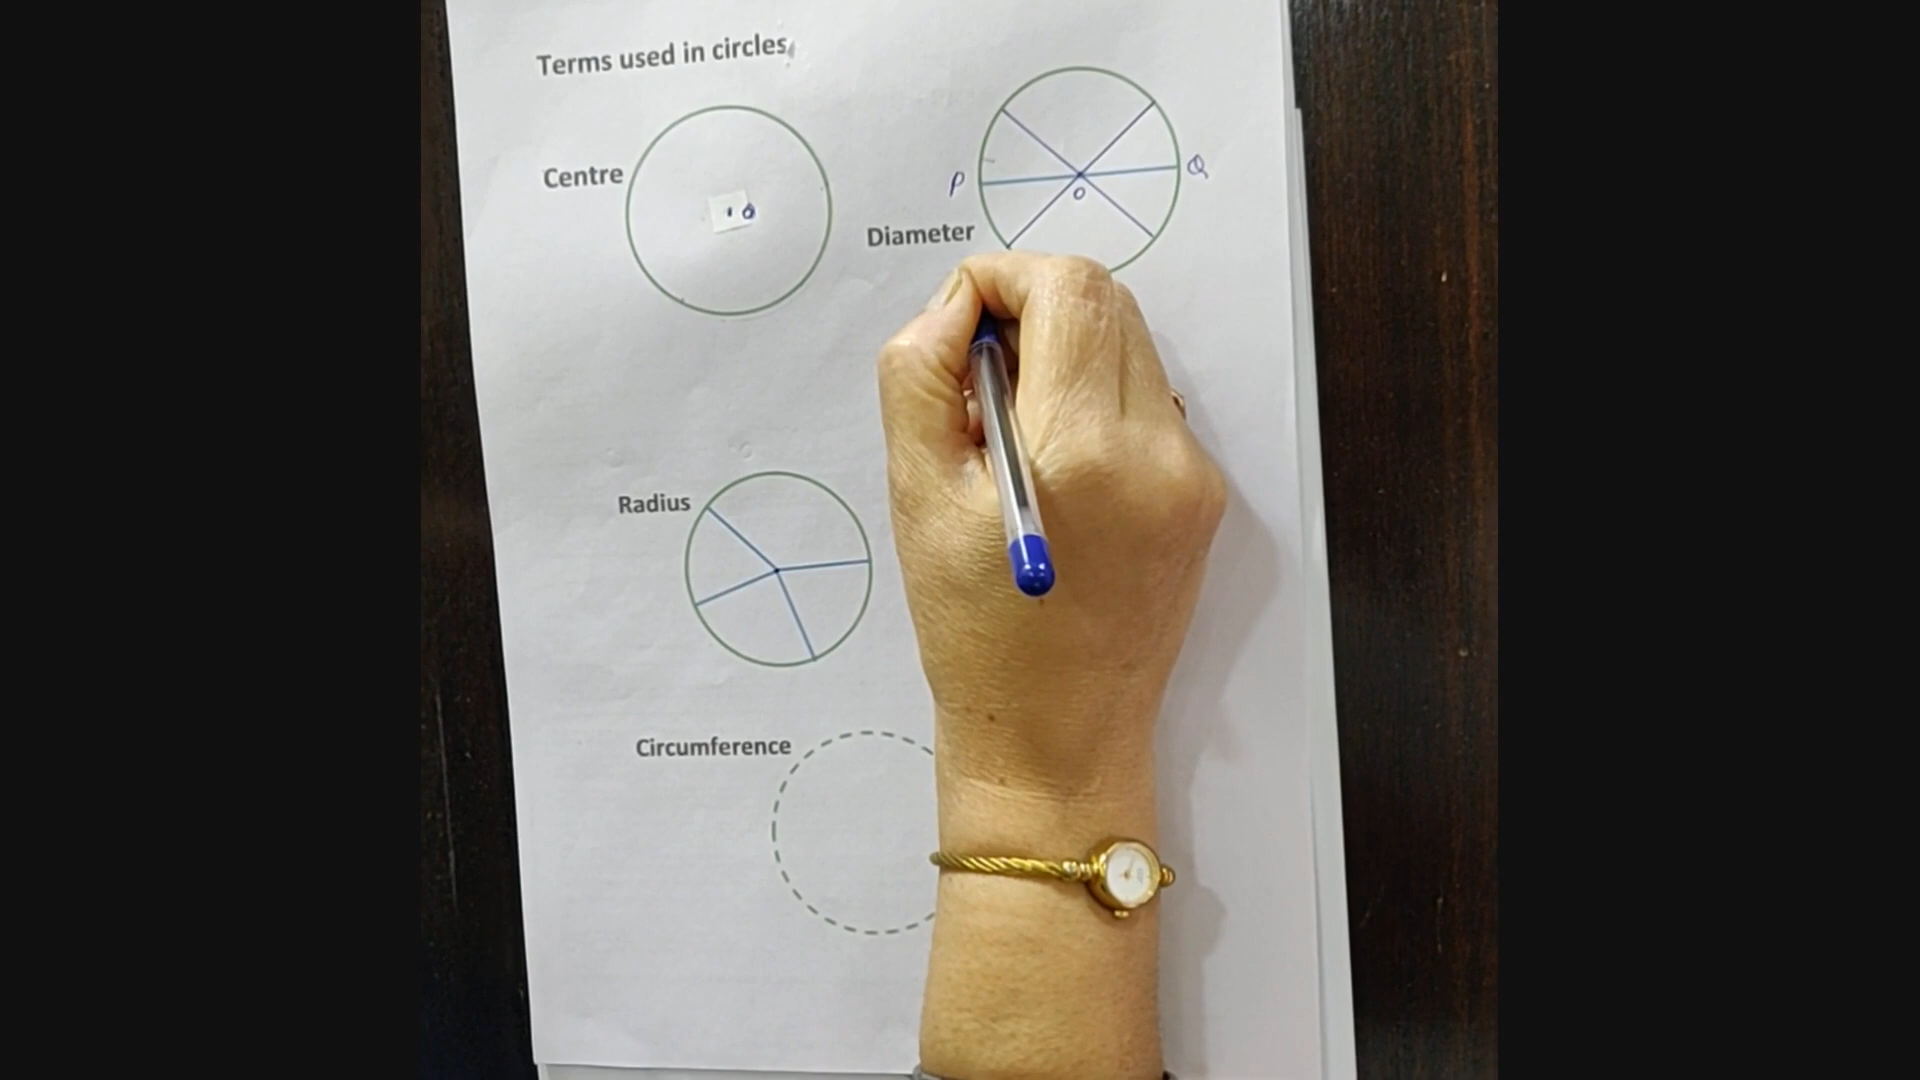 Terms used in circles
Centre
O
P
Q
O
Diameter
Radius
Circumference